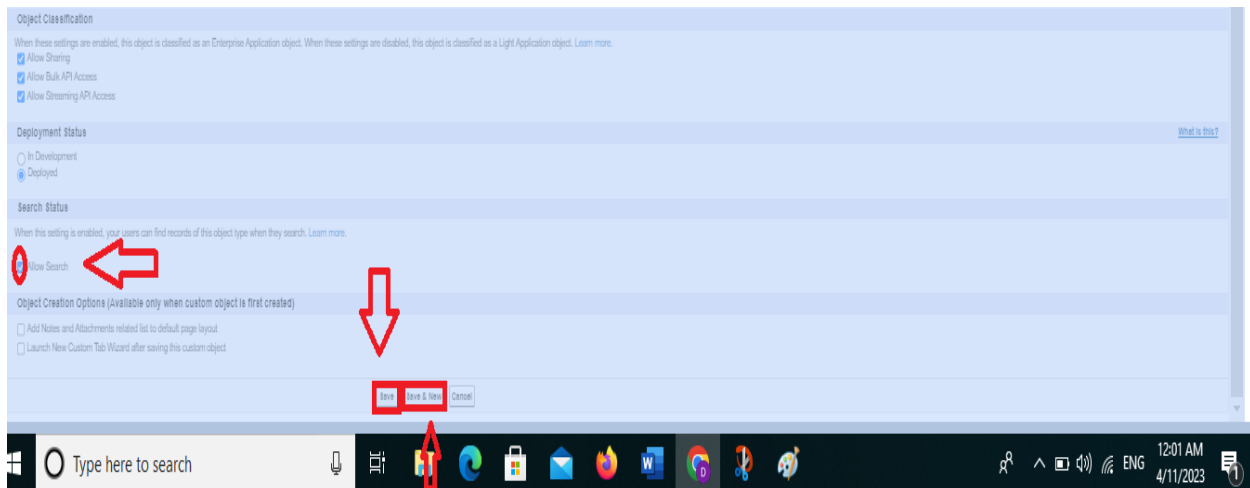 Object Classification
When these settings are enabled, this object is classified as an Enterprise Application object. When these settings are disabled, this object is classified as a Light Application object. Learn more.
Allow Sharing
Allow Bulk API Access
Allow Streaming API Access
Deployment Status
What is this?
In Development
Deployed
Search Status
When this setting is enabled, your users can find records of this object type when they search. Learn more.
Allow Search
Object Creation Options (Available only when custom object is first created)
Add Notes and Attachments related list to default page layout
Launch New Custom Tab Wizard after saving this custom object
Save Save & New Cancel
Type here to search
ENG
12:01 AM
4/11/2023